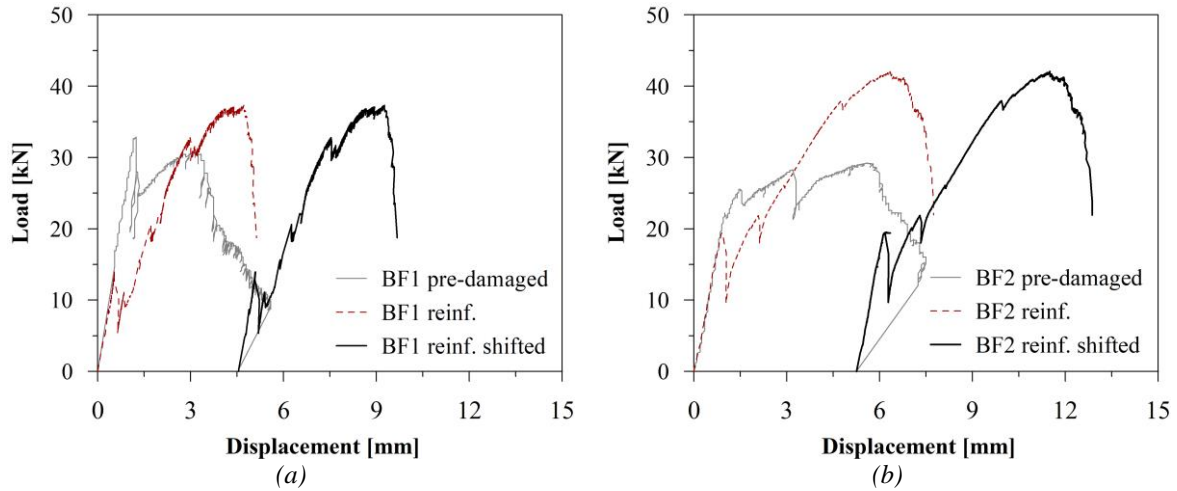 50
40
30
20
10
0
Load [kN]
BF1 pre-damaged
BF1 reinf.
BF1 reinf. shifted
0 3 6 9 12 15
Displacement [mm]
(a)
50
40
30
20
10
0
Load [kN]
BF2 pre-damaged
BF2 reinf.
BF2 reinf. shifted
0 3 6 9 12 15
Displacement [mm]
(b)